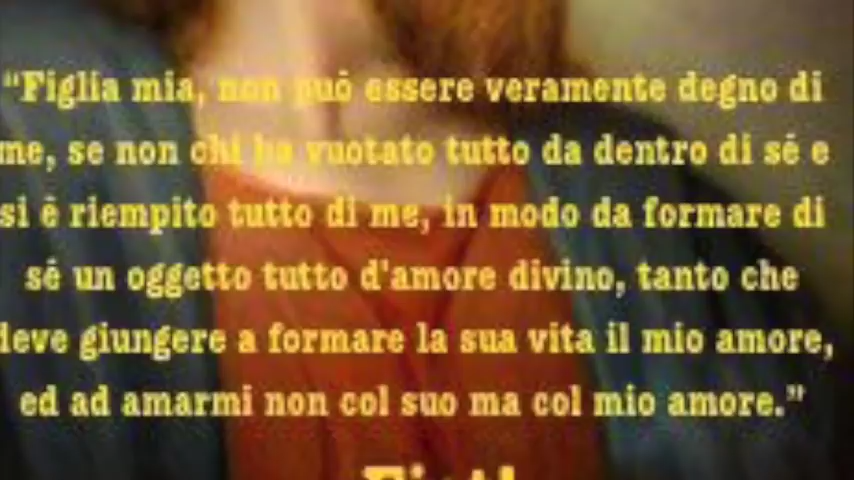 “Figlia mia, non può essere veramente degno di
me, se non chi ha vuotato tutto da dentro di sé e
si è riempito tutto di me, in modo da formare di
sé un oggetto tutto d'amore divino, tanto che
deve giungere a formare la sua vita il mio amore,
ed ad amarmi non col suo ma col mio amore.”